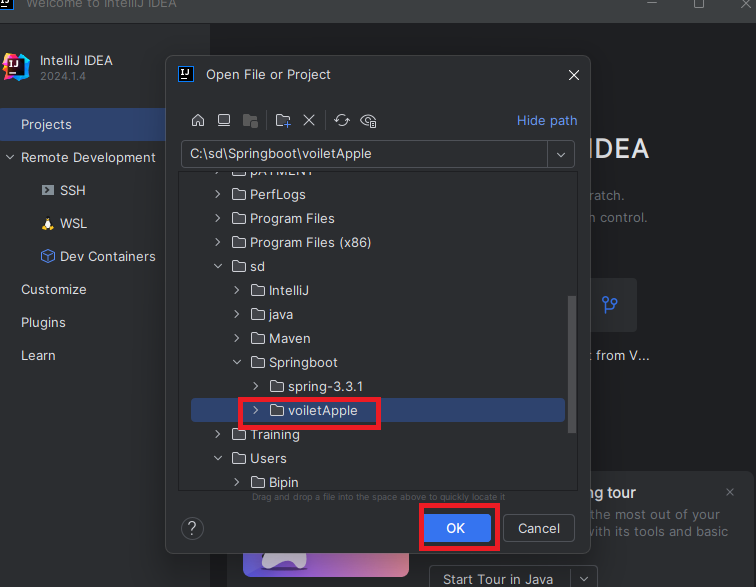 Welcome to IntelliJ IDEA
IntelliJ IDEA
2024.1.4
Projects
Remote Development
SSH
WSL
Dev Containers
Customize
Plugins
Learn
Open File or Project
Hide path
C:\sd\Springboot\voiletApple
pAYMENT
PerfLogs
Program Files
Program Files (x86)
sd
IntelliJ
java
Maven
Springboot
spring-3.3.1
voiletApple
Training
Users
Bipin
Drag and drop a file into the space above to quickly locate it
?
OK
Cancel
IDEA
ratch.
n control.
t from V...
ng tour
the most out of your
with its tools and basic
Start Tour in Java